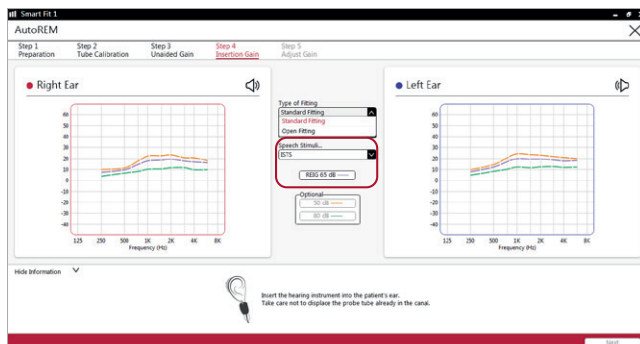 Smart Fit 1
AutoREM
Step 1 Step 2 Step 3 Step 4 Step 5
Preparation Tube Calibration Unaided Gain Insertion Gain Adjust Gain
Right Ear
60
50
40
30
20
10
0
-10
-20
-30
-40
125 250 500 1K 2K 4K 8K
Frequency (Hz)
Type of Fitting
Standard Fitting
Standard Fitting
Open Fitting
Speech Stimuli...
ISTS
REIG 65 dB
Optional
50 dB
80 dB
Left Ear
60
50
40
30
20
10
0
-10
-20
-30
-40
125 250 500 1K 2K 4K 8K
Frequency (Hz)
Hide Information
Insert the hearing instrument into the patient's ear.
Take care not to displace the probe tube already in the canal.
Next